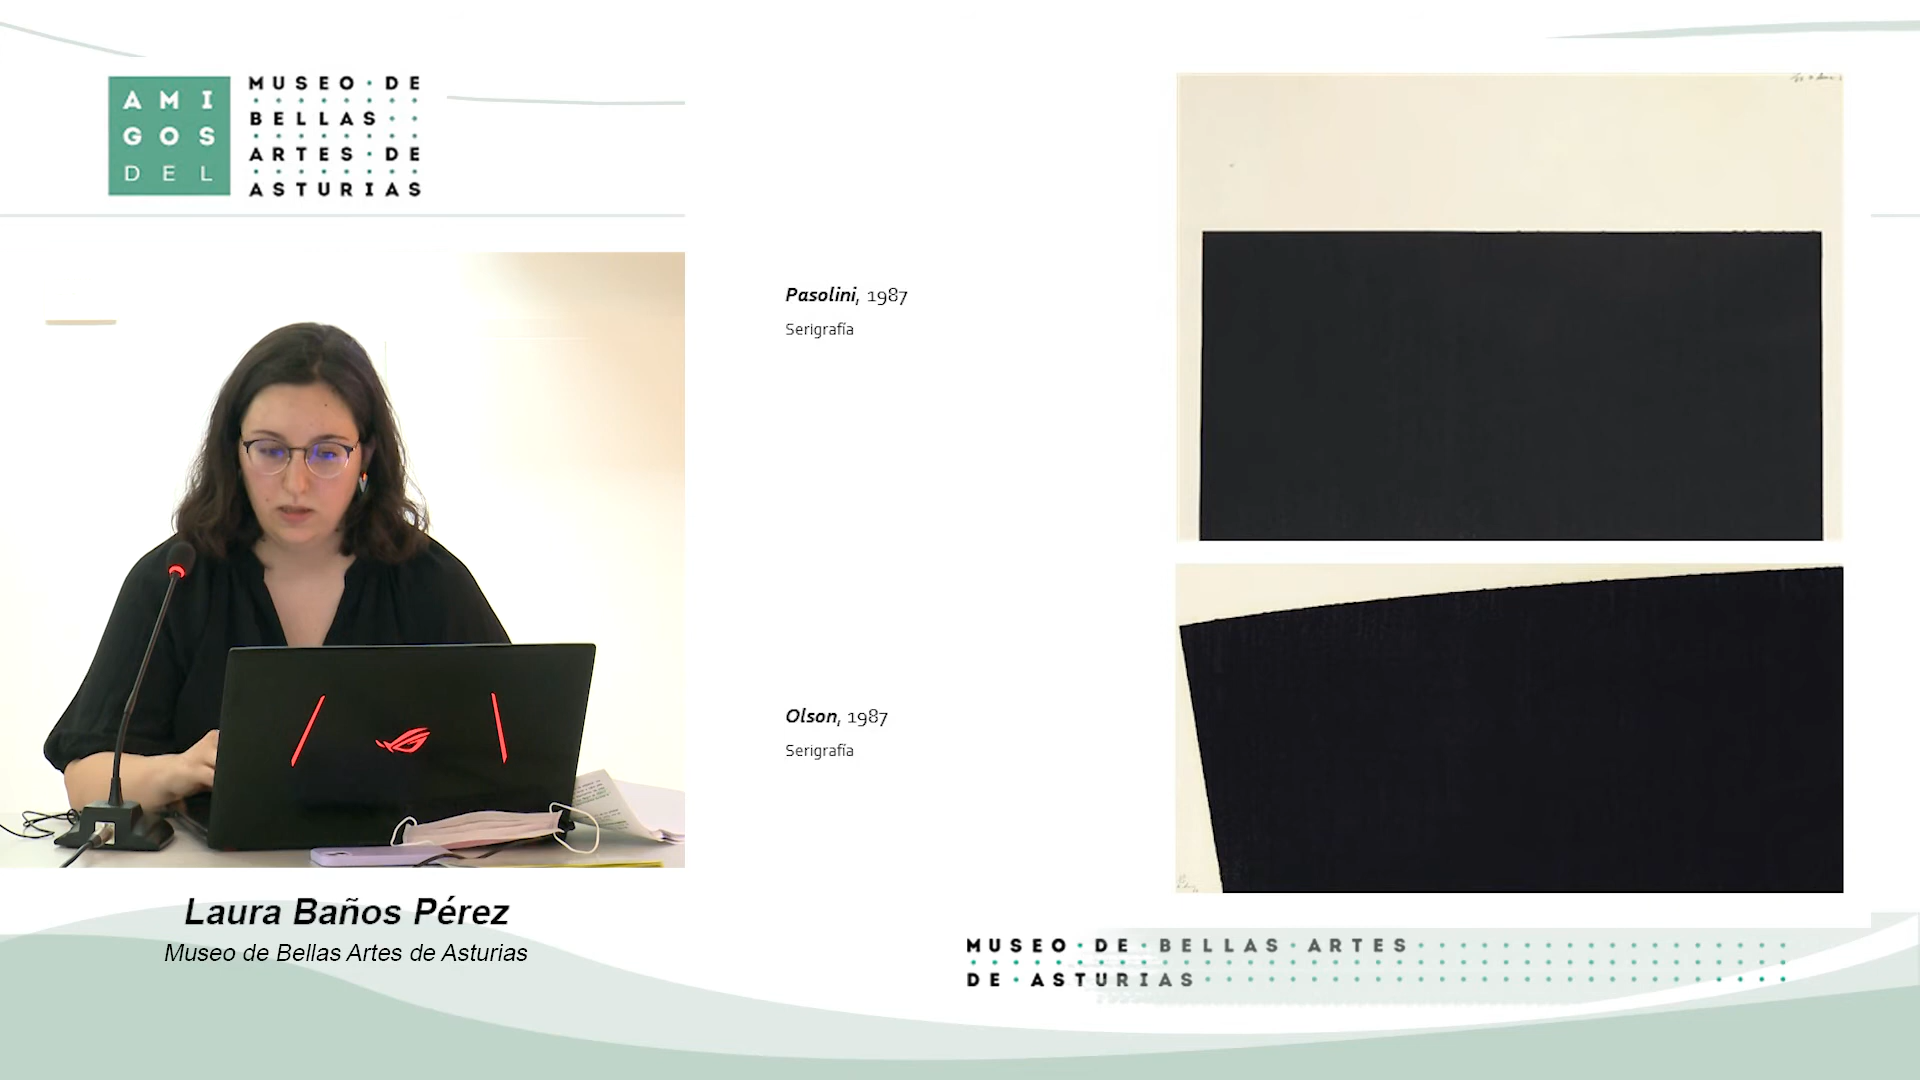 AMI
GOS
DEL
MUSEO·DE
BELLAS
ARTES·DE
ASTURIAS
Pasolini, 1987
Serigrafía
Olson, 1987
Serigrafía
Laura Baños Pérez
Museo de Bellas Artes de Asturias
MUSEO·DE·BELLAS·ARTES
DE·ASTURIAS